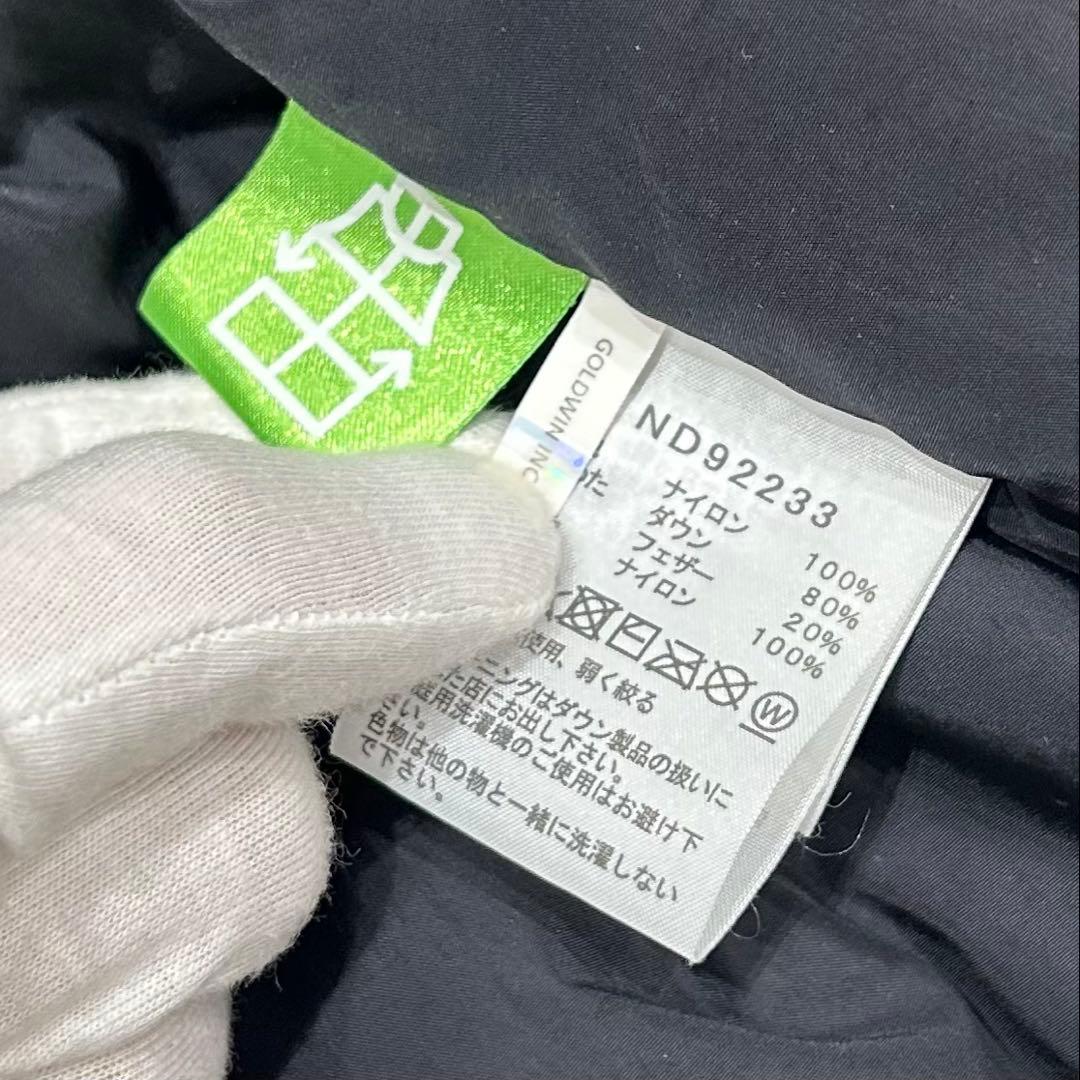 GOLDWIN INC
ND92233
ナイロン 100%
ダウン 80%
フェザー 20%
ナイロン 100%
W
使用、弱く絞る
ニングはダウン製品の扱いに
店にお出し下さい。
庭用洗濯機のご使用はお避け下
さい。
色物は他の物と一緒に洗濯しない
で下さい。